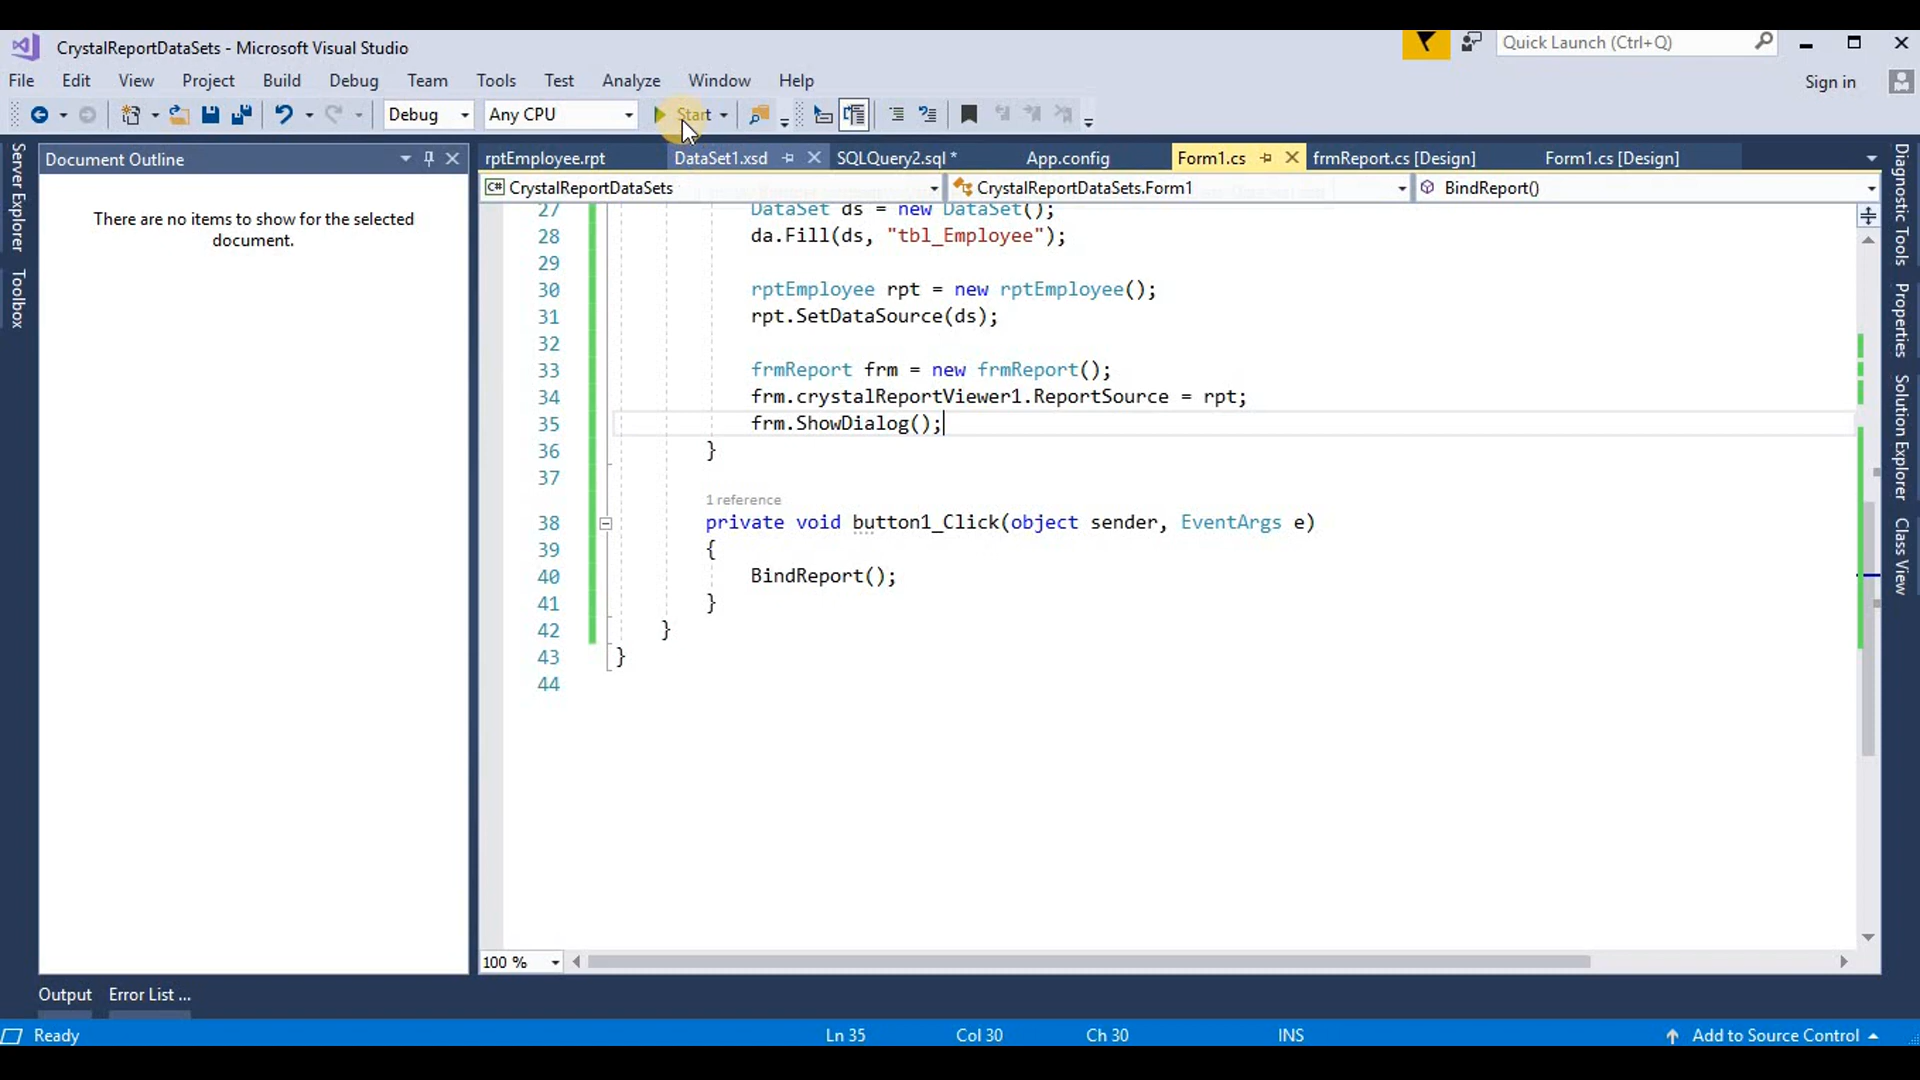 CrystalReportDataSets - Microsoft Visual Studio
Quick Launch (Ctrl+Q)
File Edit View Project Build Debug Team Tools Test Analyze Window Help
Sign in
Debug Any CPU Start
Server Explorer
Toolbox
Document Outline
There are no items to show for the selected
document.
rptEmployee.rpt DataSet1.xsd SQLQuery2.sql * App.config Form1.cs frmReport.cs [Design] Form1.cs [Design]
C# CrystalReportDataSets CrystalReportDataSets.Form1 BindReport()
27 DataSet ds = new DataSet();
28 da.Fill(ds, "tbl_Employee");
29
30 rptEmployee rpt = new rptEmployee();
31 rpt.SetDataSource(ds);
32
33 frmReport frm = new frmReport();
34 frm.crystalReportViewer1.ReportSource = rpt;
35 frm.ShowDialog();
36 }
37
1 reference
38 private void button1_Click(object sender, EventArgs e)
39 {
40 BindReport();
41 }
42 }
43 }
44
100 %
Diagnostic Tools
Properties
Solution Explorer
Class View
Output Error List ...
Ready Ln 35 Col 30 Ch 30 INS Add to Source Control